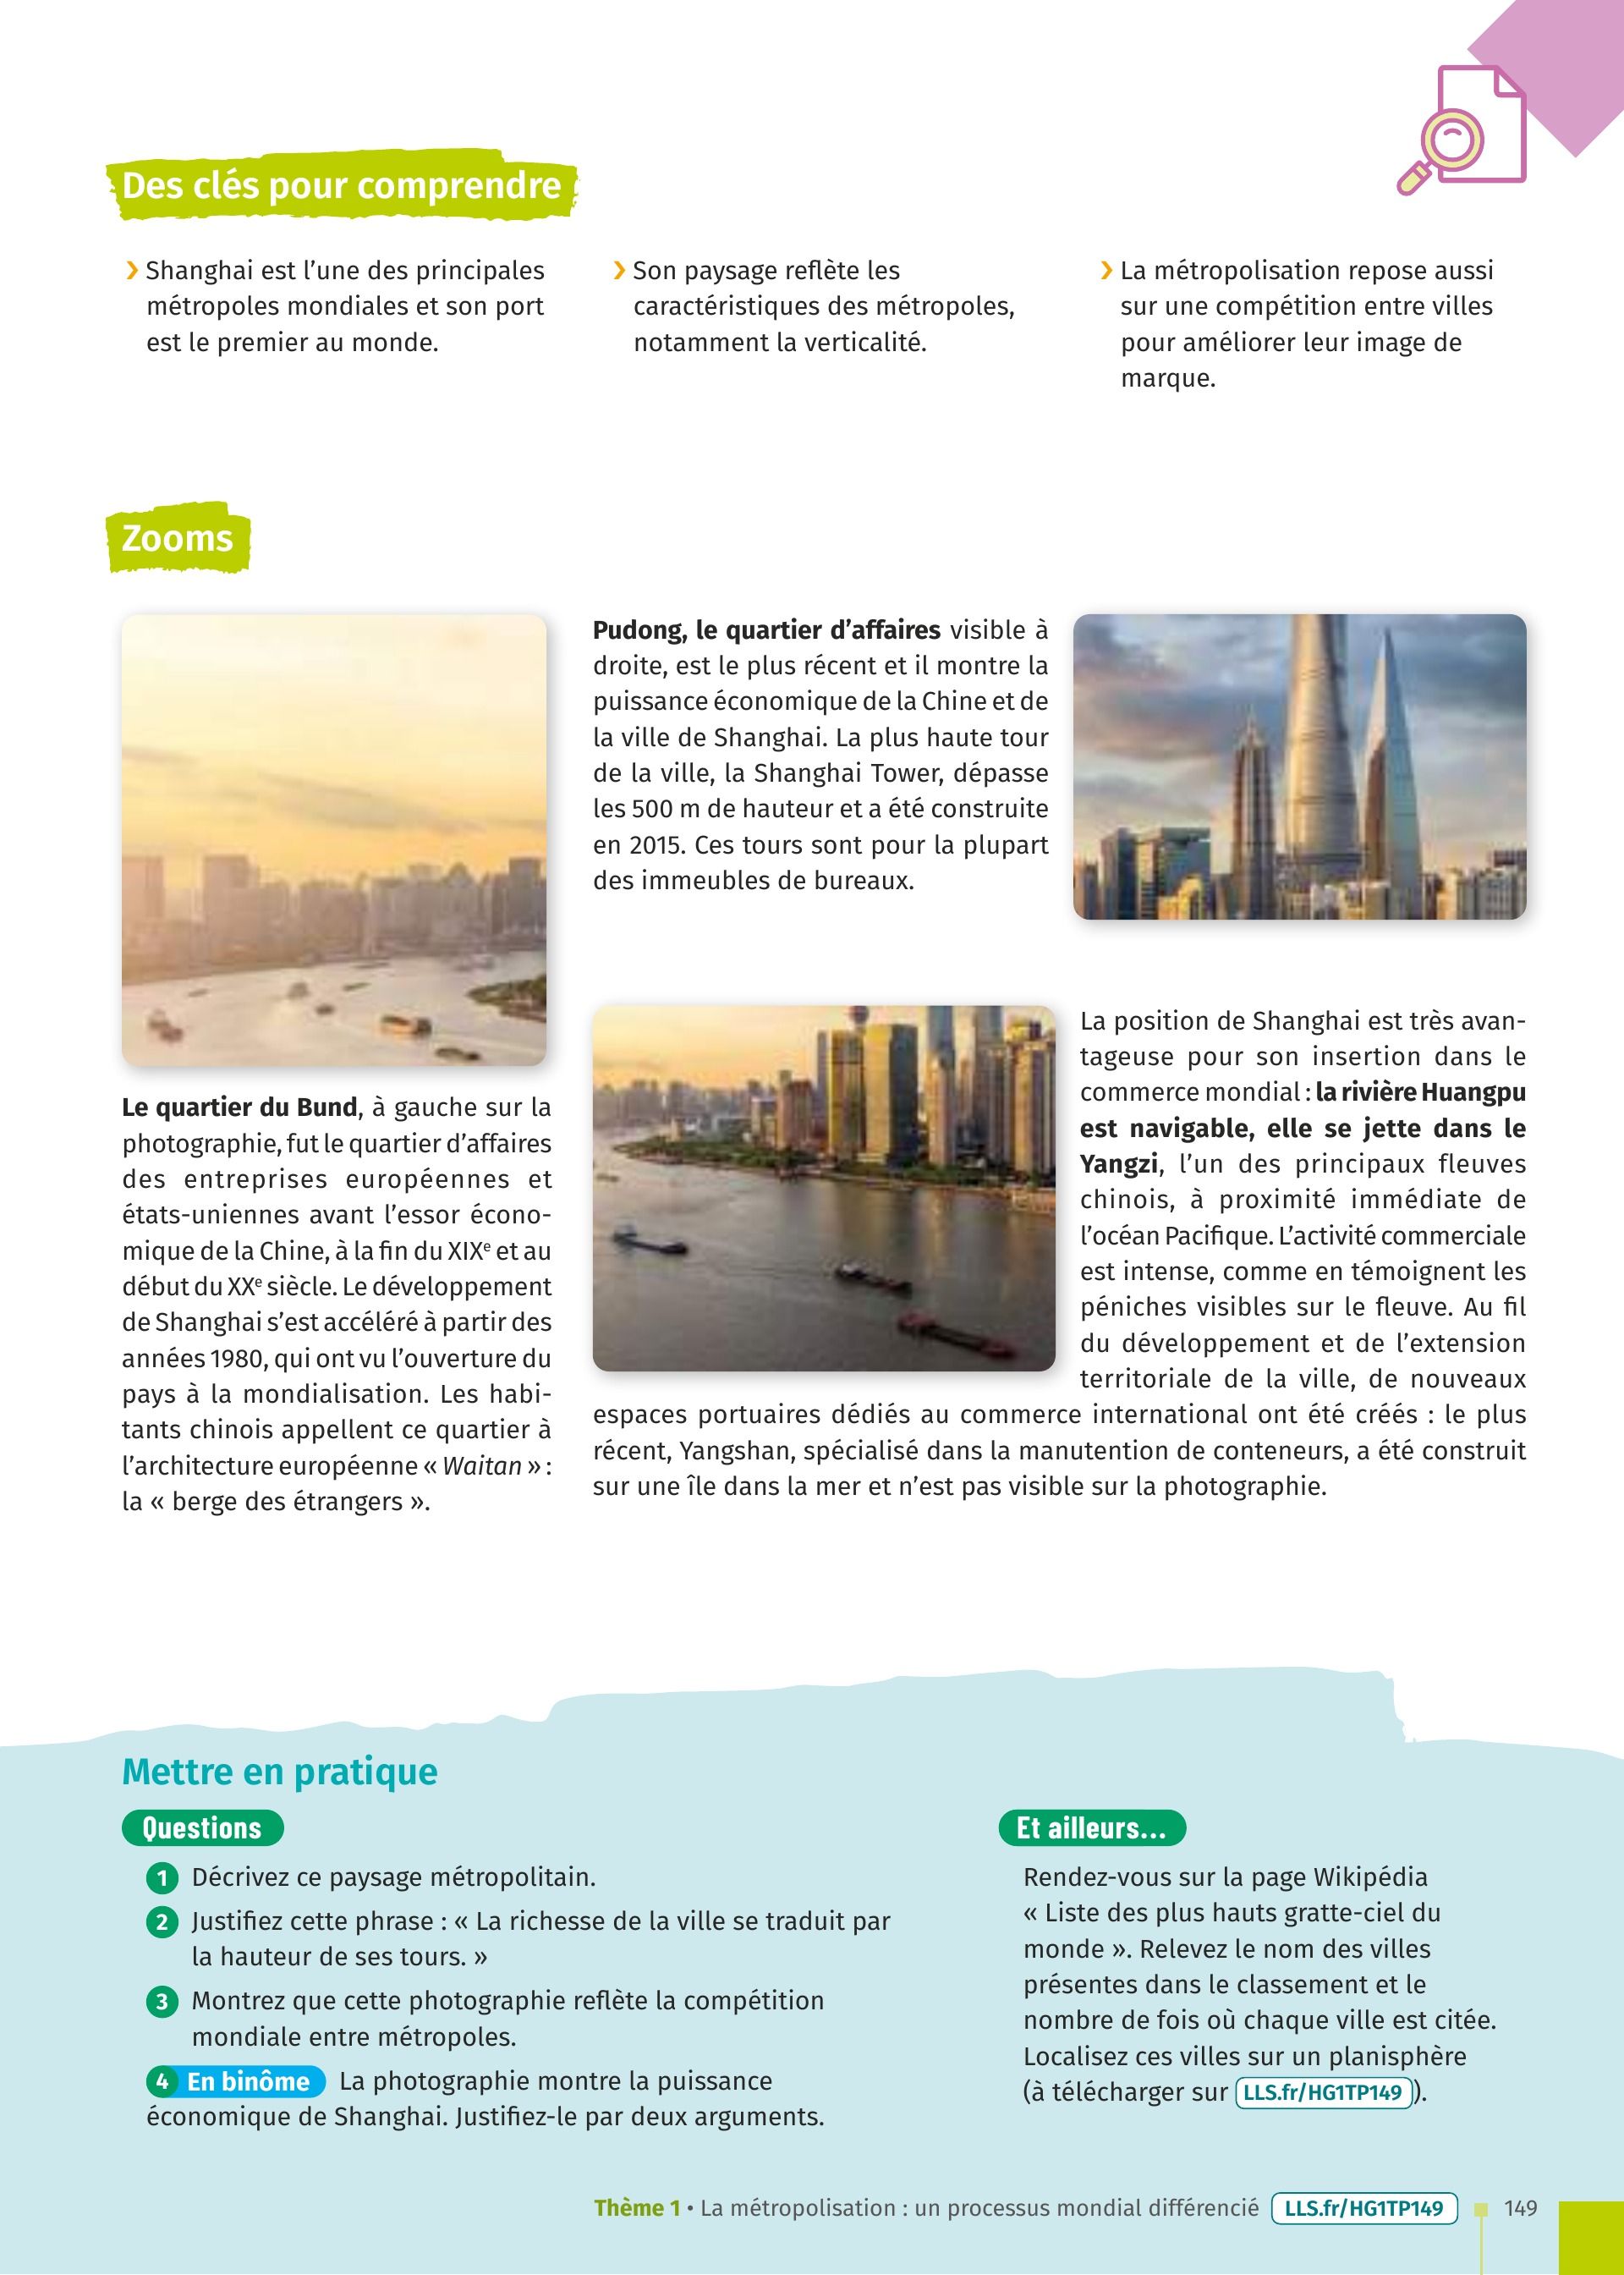 Des clés pour comprendre
› Shanghai est l’une des principales
métropoles mondiales et son port
est le premier au monde.
› Son paysage reflète les
caractéristiques des métropoles,
notamment la verticalité.
› La métropolisation repose aussi
sur une compétition entre villes
pour améliorer leur image de
marque.
Zooms
Le quartier du Bund, à gauche sur la
photographie, fut le quartier d’affaires
des entreprises européennes et
états-uniennes avant l’essor écono-
mique de la Chine, à la fin du XIXe et au
début du XXe siècle. Le développement
de Shanghai s’est accéléré à partir des
années 1980, qui ont vu l’ouverture du
pays à la mondialisation. Les habi-
tants chinois appellent ce quartier à
l’architecture européenne « Waitan » :
la « berge des étrangers ».
Pudong, le quartier d’affaires visible à
droite, est le plus récent et il montre la
puissance économique de la Chine et de
la ville de Shanghai. La plus haute tour
de la ville, la Shanghai Tower, dépasse
les 500 m de hauteur et a été construite
en 2015. Ces tours sont pour la plupart
des immeubles de bureaux.
La position de Shanghai est très avan-
tageuse pour son insertion dans le
commerce mondial : la rivière Huangpu
est navigable, elle se jette dans le
Yangzi, l’un des principaux fleuves
chinois, à proximité immédiate de
l’océan Pacifique. L’activité commerciale
est intense, comme en témoignent les
péniches visibles sur le fleuve. Au fil
du développement et de l’extension
territoriale de la ville, de nouveaux
espaces portuaires dédiés au commerce international ont été créés : le plus
récent, Yangshan, spécialisé dans la manutention de conteneurs, a été construit
sur une île dans la mer et n’est pas visible sur la photographie.
Mettre en pratique
Questions
1 Décrivez ce paysage métropolitain.
2 Justifiez cette phrase : « La richesse de la ville se traduit par
la hauteur de ses tours. »
3 Montrez que cette photographie reflète la compétition
mondiale entre métropoles.
4 En binôme La photographie montre la puissance
économique de Shanghai. Justifiez-le par deux arguments.
Et ailleurs...
Rendez-vous sur la page Wikipédia
« Liste des plus hauts gratte-ciel du
monde ». Relevez le nom des villes
présentes dans le classement et le
nombre de fois où chaque ville est citée.
Localisez ces villes sur un planisphère
(à télécharger sur LLS.fr/HG1TP149).
Thème 1 • La métropolisation : un processus mondial différencié LLS.fr/HG1TP149 149